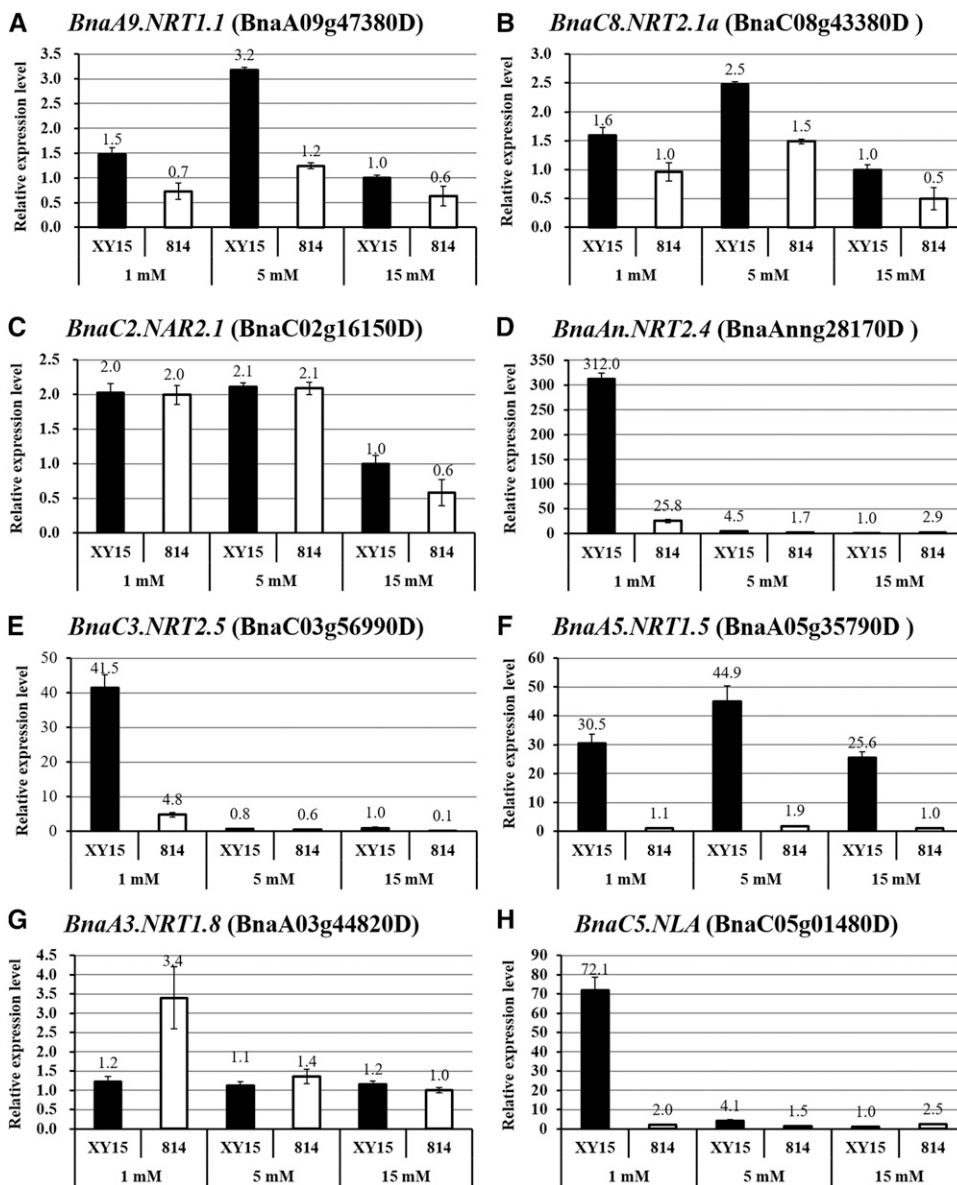 A BnaA9.NRT1.1 (BnaA09g47380D)
Relative expression level
3.5
3.0
2.5
2.0
1.5
1.0
0.5
0.0
1.5 0.7 3.2 1.2 1.0 0.6
XY15 814 XY15 814 XY15 814
1 mM 5 mM 15 mM
B BnaC8.NRT2.1a (BnaC08g43380D )
Relative expression level
3.0
2.5
2.0
1.5
1.0
0.5
0.0
1.6 1.0 2.5 1.5 1.0 0.5
XY15 814 XY15 814 XY15 814
1 mM 5 mM 15 mM
C BnaC2.NAR2.1 (BnaC02g16150D)
Relative expression level
2.5
2.0
1.5
1.0
0.5
0.0
2.0 2.0 2.1 2.1 1.0 0.6
XY15 814 XY15 814 XY15 814
1 mM 5 mM 15 mM
D BnaAn.NRT2.4 (BnaAnng28170D )
Relative expression level
350
300
250
200
150
100
50
0
312.0 25.8 4.5 1.7 1.0 2.9
XY15 814 XY15 814 XY15 814
1 mM 5 mM 15 mM
E BnaC3.NRT2.5 (BnaC03g56990D)
Relative expression level
50
40
30
20
10
0
41.5 4.8 0.8 0.6 1.0 0.1
XY15 814 XY15 814 XY15 814
1 mM 5 mM 15 mM
F BnaA5.NRT1.5 (BnaA05g35790D )
Relative expression level
60
50
40
30
20
10
0
30.5 1.1 44.9 1.9 25.6 1.0
XY15 814 XY15 814 XY15 814
1 mM 5 mM 15 mM
G BnaA3.NRT1.8 (BnaA03g44820D)
Relative expression level
4.5
4.0
3.5
3.0
2.5
2.0
1.5
1.0
0.5
0.0
1.2 3.4 1.1 1.4 1.2 1.0
XY15 814 XY15 814 XY15 814
1 mM 5 mM 15 mM
H BnaC5.NLA (BnaC05g01480D)
Relative expression level
90
80
70
60
50
40
30
20
10
0
72.1 2.0 4.1 1.5 1.0 2.5
XY15 814 XY15 814 XY15 814
1 mM 5 mM 15 mM